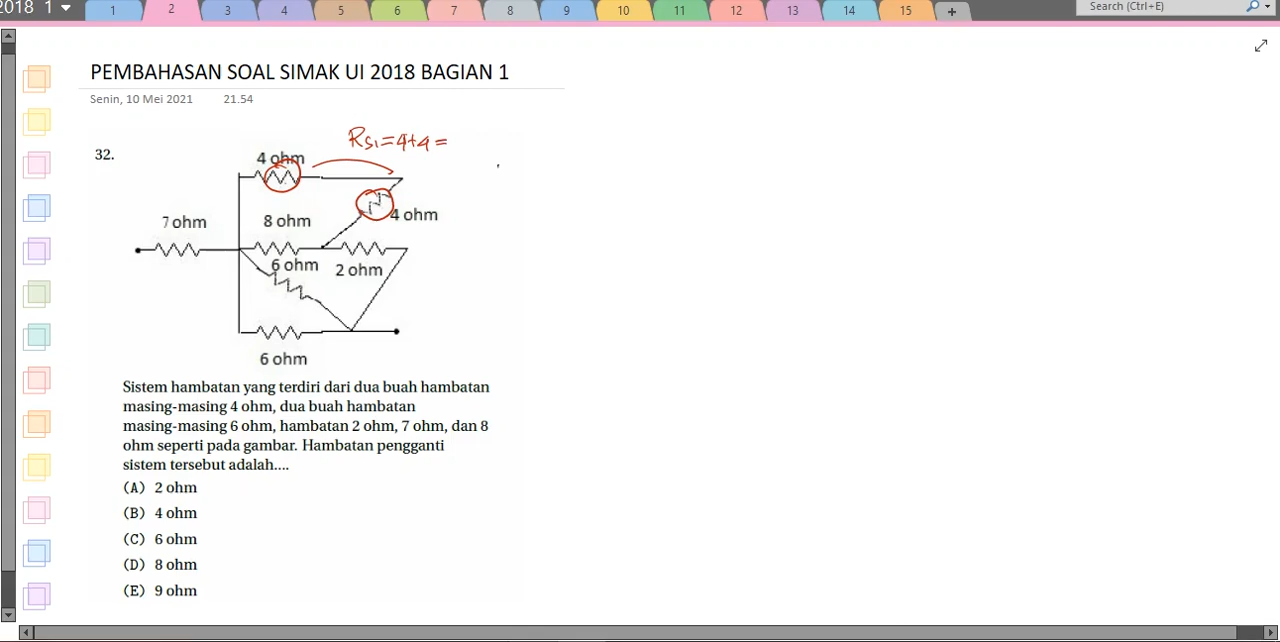 2018 1
1 2 3 4 5 6 7 8 9 10 11 12 13 14 15 +
Search (Ctrl+E)
PEMBAHASAN SOAL SIMAK UI 2018 BAGIAN 1
Senin, 10 Mei 2021 21.54
Rs1=4+4=
32.
4 ohm
7 ohm
8 ohm
4 ohm
6 ohm
2 ohm
6 ohm
Sistem hambatan yang terdiri dari dua buah hambatan
masing-masing 4 ohm, dua buah hambatan
masing-masing 6 ohm, hambatan 2 ohm, 7 ohm, dan 8
ohm seperti pada gambar. Hambatan pengganti
sistem tersebut adalah....
(A) 2 ohm
(B) 4 ohm
(C) 6 ohm
(D) 8 ohm
(E) 9 ohm